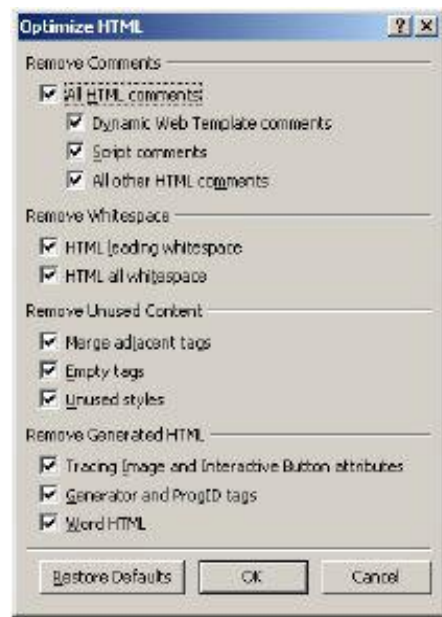 Optimize HTML
Remove Comments
All HTML comments
Dynamic Web Template comments
Script comments
All other HTML comments
Remove Whitespace
HTML leading whitespace
HTML all whitespace
Remove Unused Content
Merge adjacent tags
Empty tags
Unused styles
Remove Generated HTML
Tracing Image and Interactive Button attributes
Generator and ProgID tags
Word HTML
Restore Defaults OK Cancel